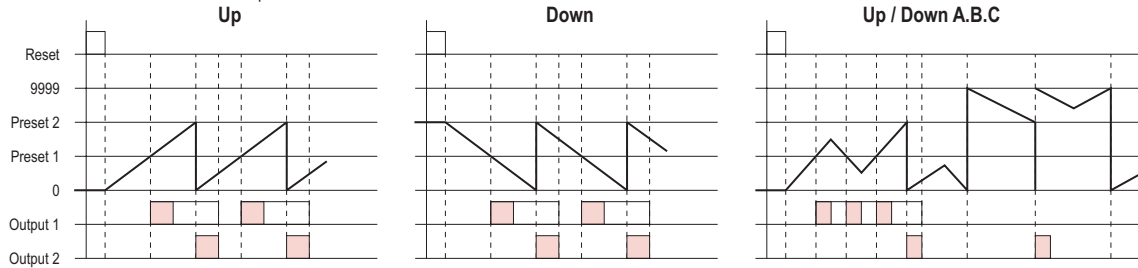 Up
Down
Up / Down A.B.C
Reset
9999
Preset 2
Preset 1
0
Output 1
Output 2